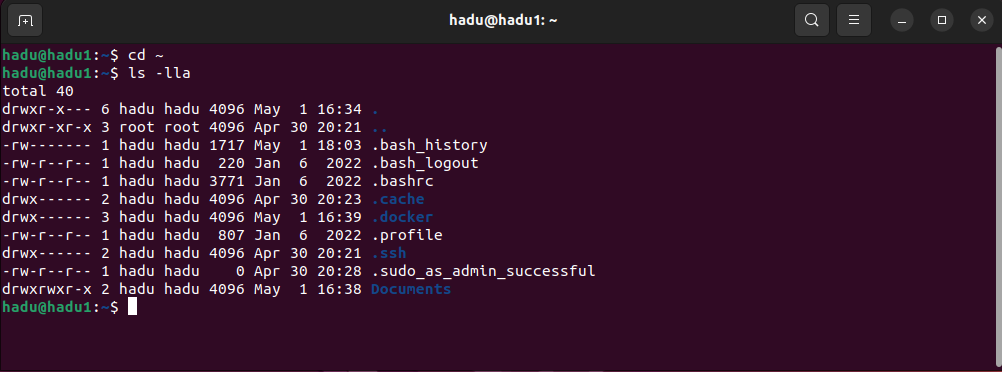 hadu@hadu1: ~
hadu@hadu1:~$ cd ~
hadu@hadu1:~$ ls -lla
total 40
drwxr-x--- 6 hadu hadu 4096 May  1 16:34 .
drwxr-xr-x 3 root root 4096 Apr 30 20:21 ..
-rw------- 1 hadu hadu 1717 May  1 18:03 .bash_history
-rw-r--r-- 1 hadu hadu  220 Jan  6  2022 .bash_logout
-rw-r--r-- 1 hadu hadu 3771 Jan  6  2022 .bashrc
drwx------ 2 hadu hadu 4096 Apr 30 20:23 .cache
drwx------ 3 hadu hadu 4096 May  1 16:39 .docker
-rw-r--r-- 1 hadu hadu  807 Jan  6  2022 .profile
drwx------ 2 hadu hadu 4096 Apr 30 20:21 .ssh
-rw-r--r-- 1 hadu hadu    0 Apr 30 20:28 .sudo_as_admin_successful
drwxrwxr-x 2 hadu hadu 4096 May  1 16:38 Documents
hadu@hadu1:~$